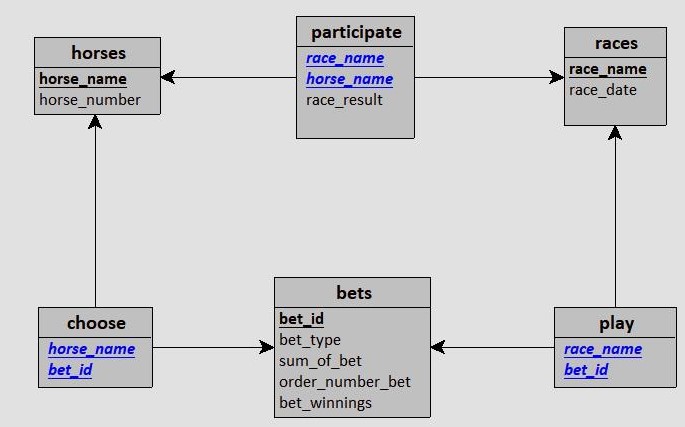 horses
horse_name
horse_number
participate
race_name
horse_name
race_result
races
race_name
race_date
choose
horse_name
bet_id
bets
bet_id
bet_type
sum_of_bet
order_number_bet
bet_winnings
play
race_name
bet_id